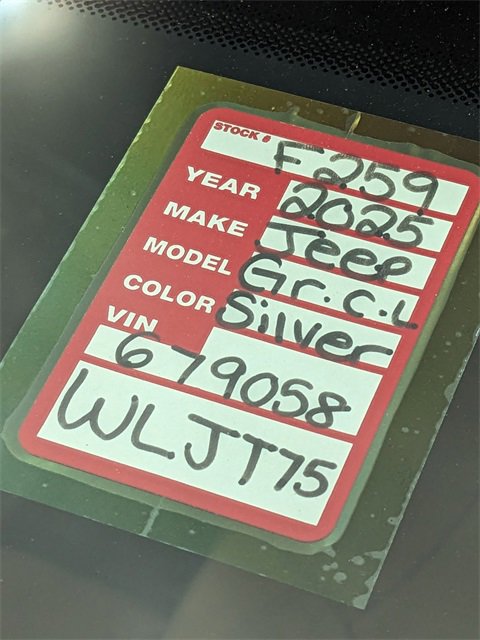 STOCK # F259
YEAR 2025
MAKE Jeep
MODEL Gr. C. L
COLOR Silver
VIN 679058
WLJT75